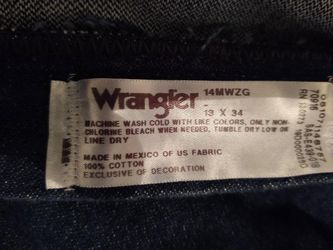 Wrangler 14MWZG
-
13 X 34
MACHINE WASH COLD WITH LIKE COLORS, ONLY NON-
CHLORINE BLEACH WHEN NEEDED, TUMBLE DRY LOW OR
LINE DRY
MADE IN MEXICO OF US FABRIC
100% COTTON
EXCLUSIVE OF DECORATION
70916